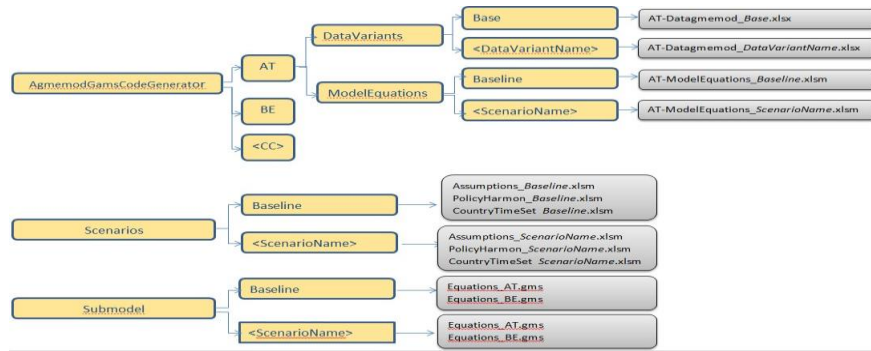 Base
AT-Datagmemod_Base.xlsx
DataVariants
<DataVariantName>
AT-Datagmemod_DataVariantName.xlsx
AT
AgmemodGamsCodeGenerator
Baseline
AT-ModelEquations_Baseline.xlsm
ModelEquations
BE
<ScenarioName>
AT-ModelEquations_ScenarioName.xlsm
<CC>
Baseline
Assumptions_Baseline.xlsm
PolicyHarmon_Baseline.xlsm
CountryTimeSet Baseline.xlsm
Scenarios
<ScenarioName>
Assumptions_ScenarioName.xlsm
PolicyHarmon_ScenarioName.xlsm
CountryTimeSet ScenarioName.xlsm
Baseline
Equations_AT.gms
Equations_BE.gms
Submodel
<ScenarioName>
Equations_AT.gms
Equations_BE.gms